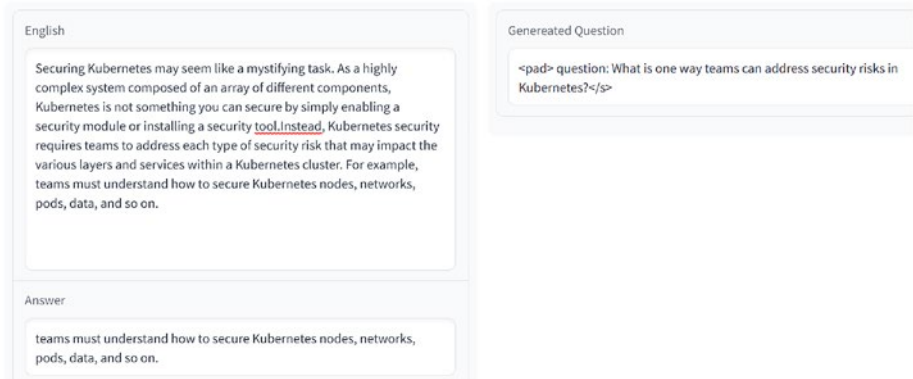 English
Securing Kubernetes may seem like a mystifying task. As a highly
complex system composed of an array of different components,
Kubernetes is not something you can secure by simply enabling a
security module or installing a security tool.Instead, Kubernetes security
requires teams to address each type of security risk that may impact the
various layers and services within a Kubernetes cluster. For example,
teams must understand how to secure Kubernetes nodes, networks,
pods, data, and so on.
Answer
teams must understand how to secure Kubernetes nodes, networks,
pods, data, and so on.
Genereated Question
<pad> question: What is one way teams can address security risks in
Kubernetes?</s>